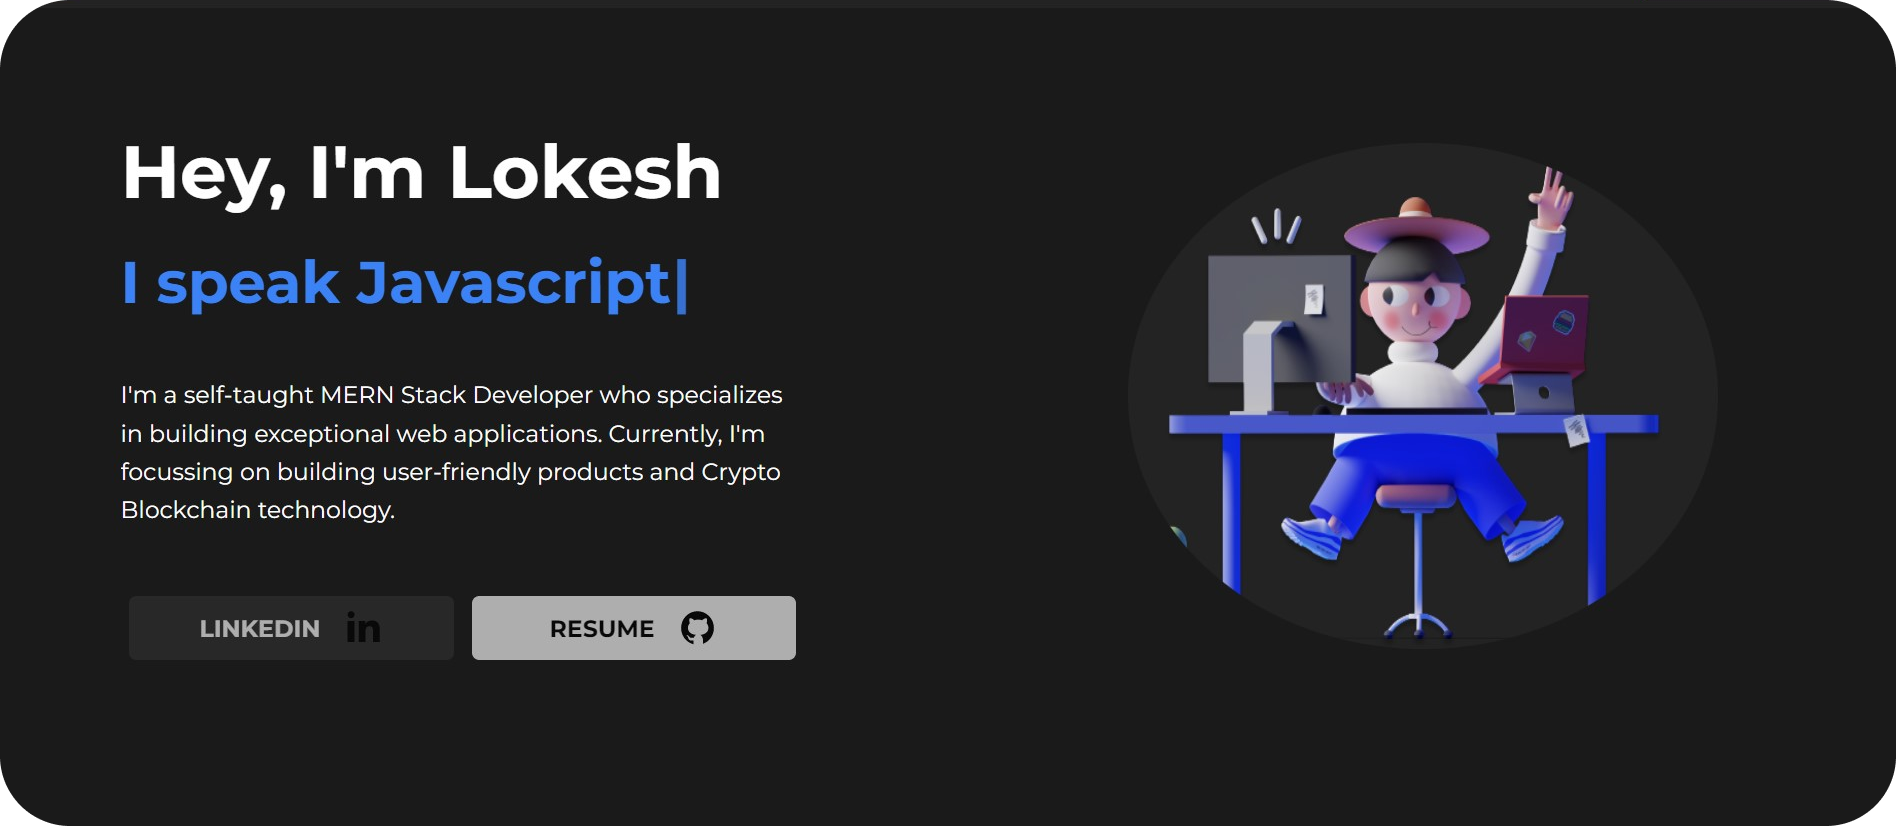 Hey, I'm Lokesh
I speak Javascript|
I'm a self-taught MERN Stack Developer who specializes
in building exceptional web applications. Currently, I'm
focussing on building user-friendly products and Crypto
Blockchain technology.
LINKEDIN in
RESUME